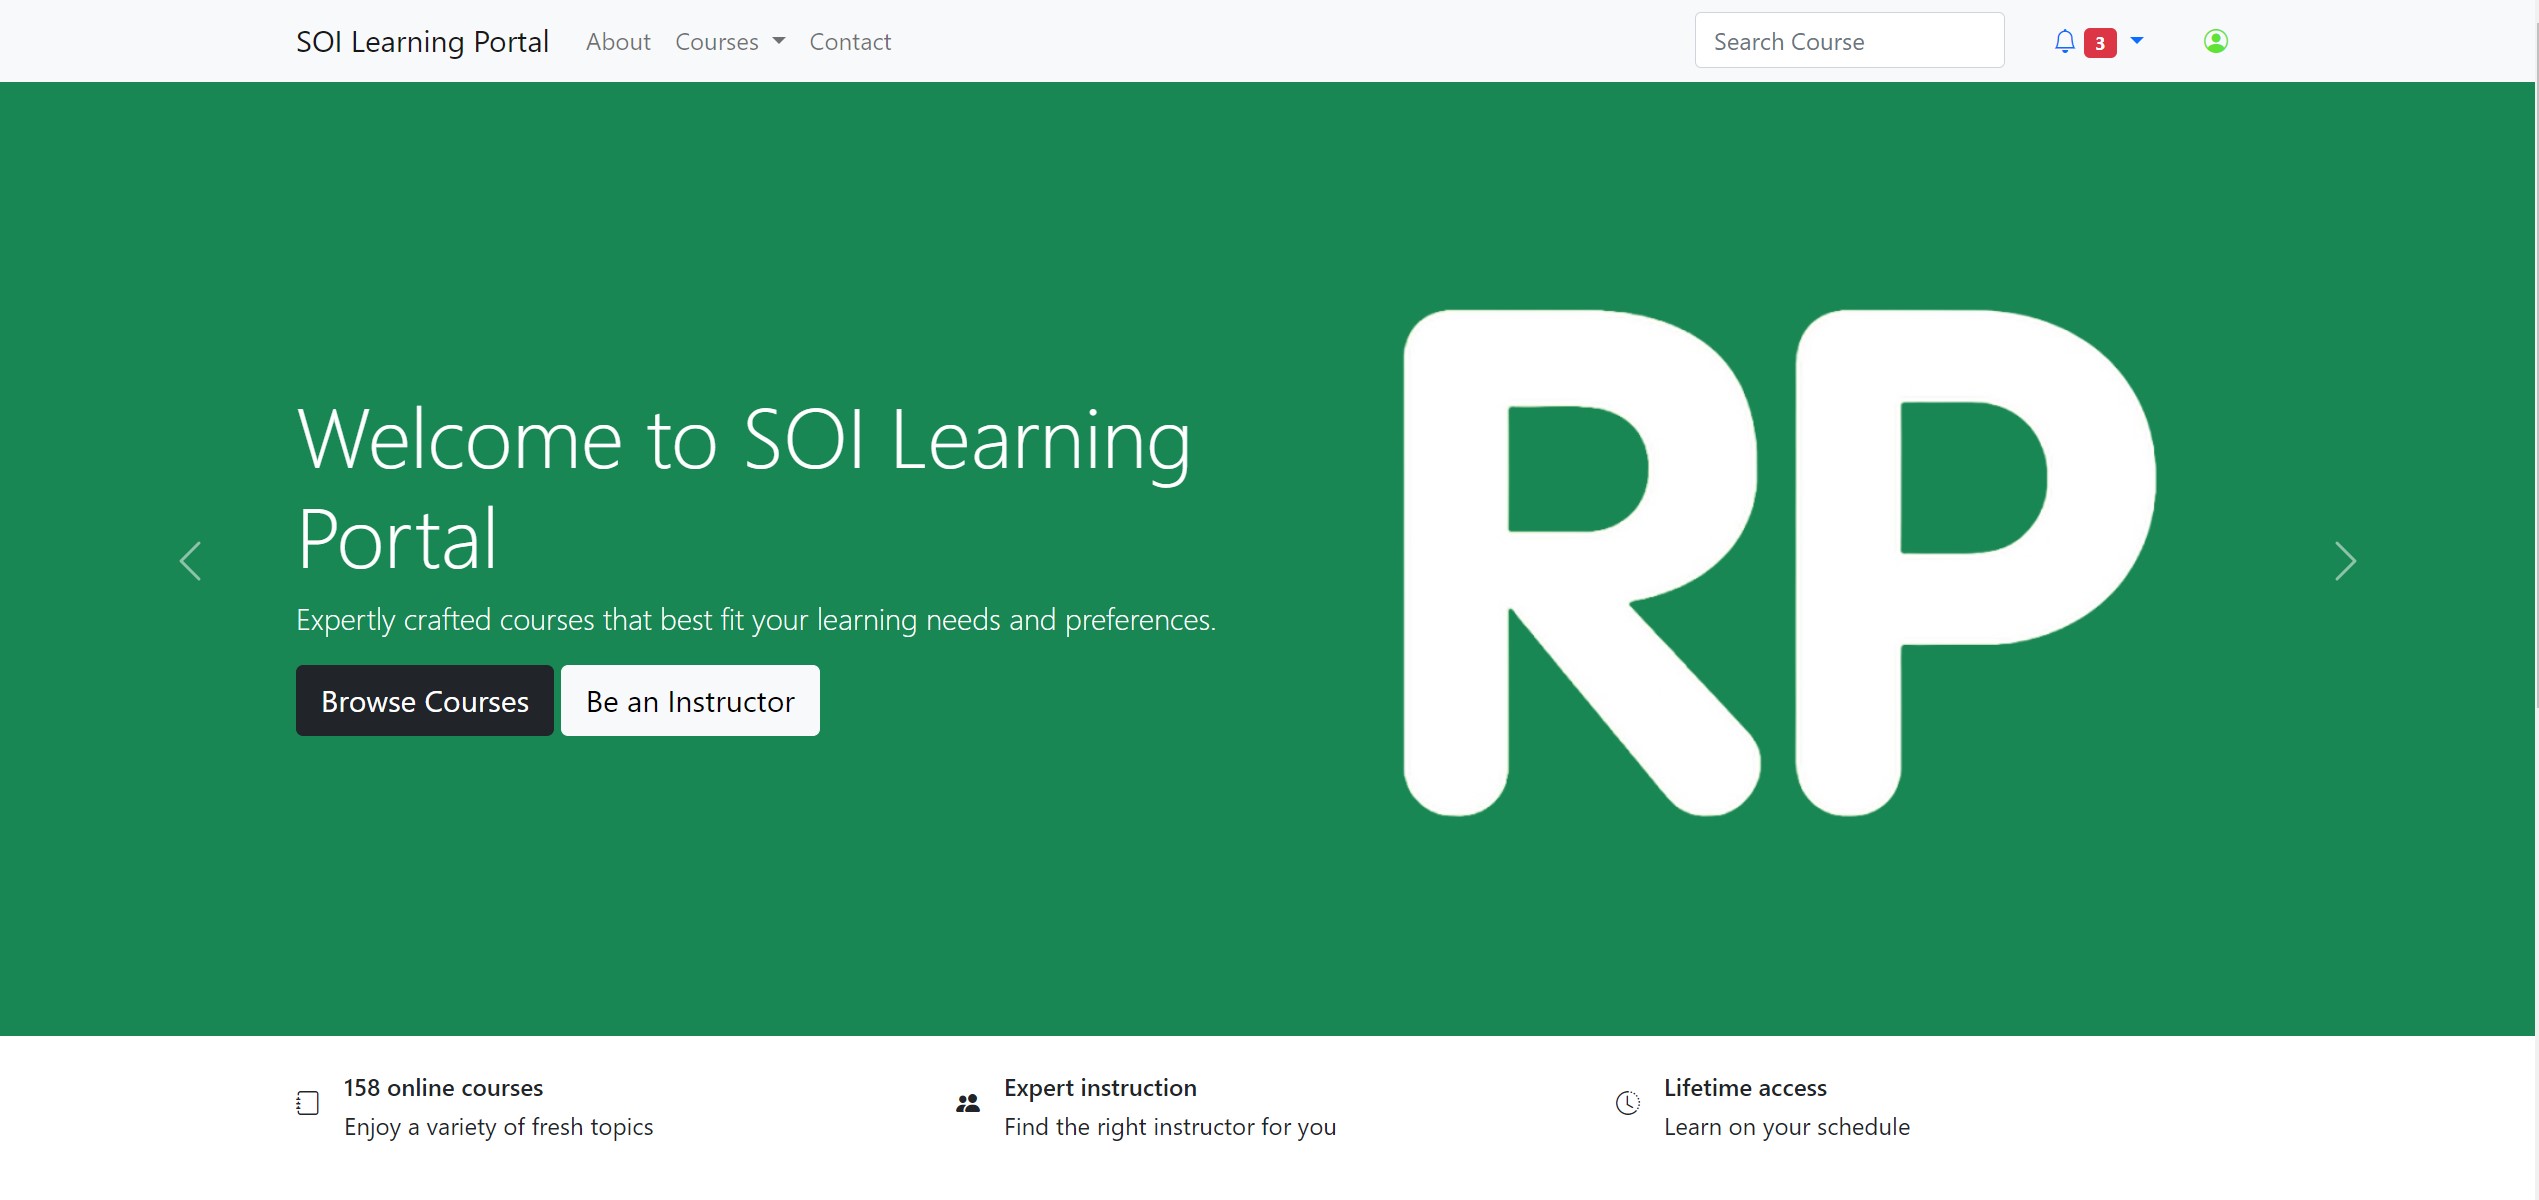 SOI Learning Portal
About
Courses
Contact
Search Course
3
Welcome to SOI Learning
Portal
Expertly crafted courses that best fit your learning needs and preferences.
Browse Courses
Be an Instructor
RP
158 online courses
Enjoy a variety of fresh topics
Expert instruction
Find the right instructor for you
Lifetime access
Learn on your schedule